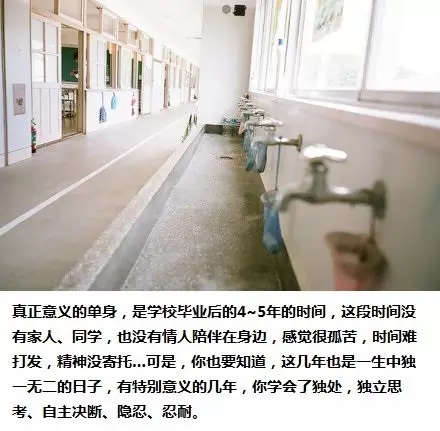 真正意义的单身，是学校毕业后的4~5年的时间，这段时间没
有家人、同学，也没有情人陪伴在身边，感觉很孤苦，时间难
打发，精神没寄托...可是，你也要知道，这几年也是一生中独
一无二的日子，有特别意义的几年，你学会了独处，独立思
考、自主决断、隐忍、忍耐。